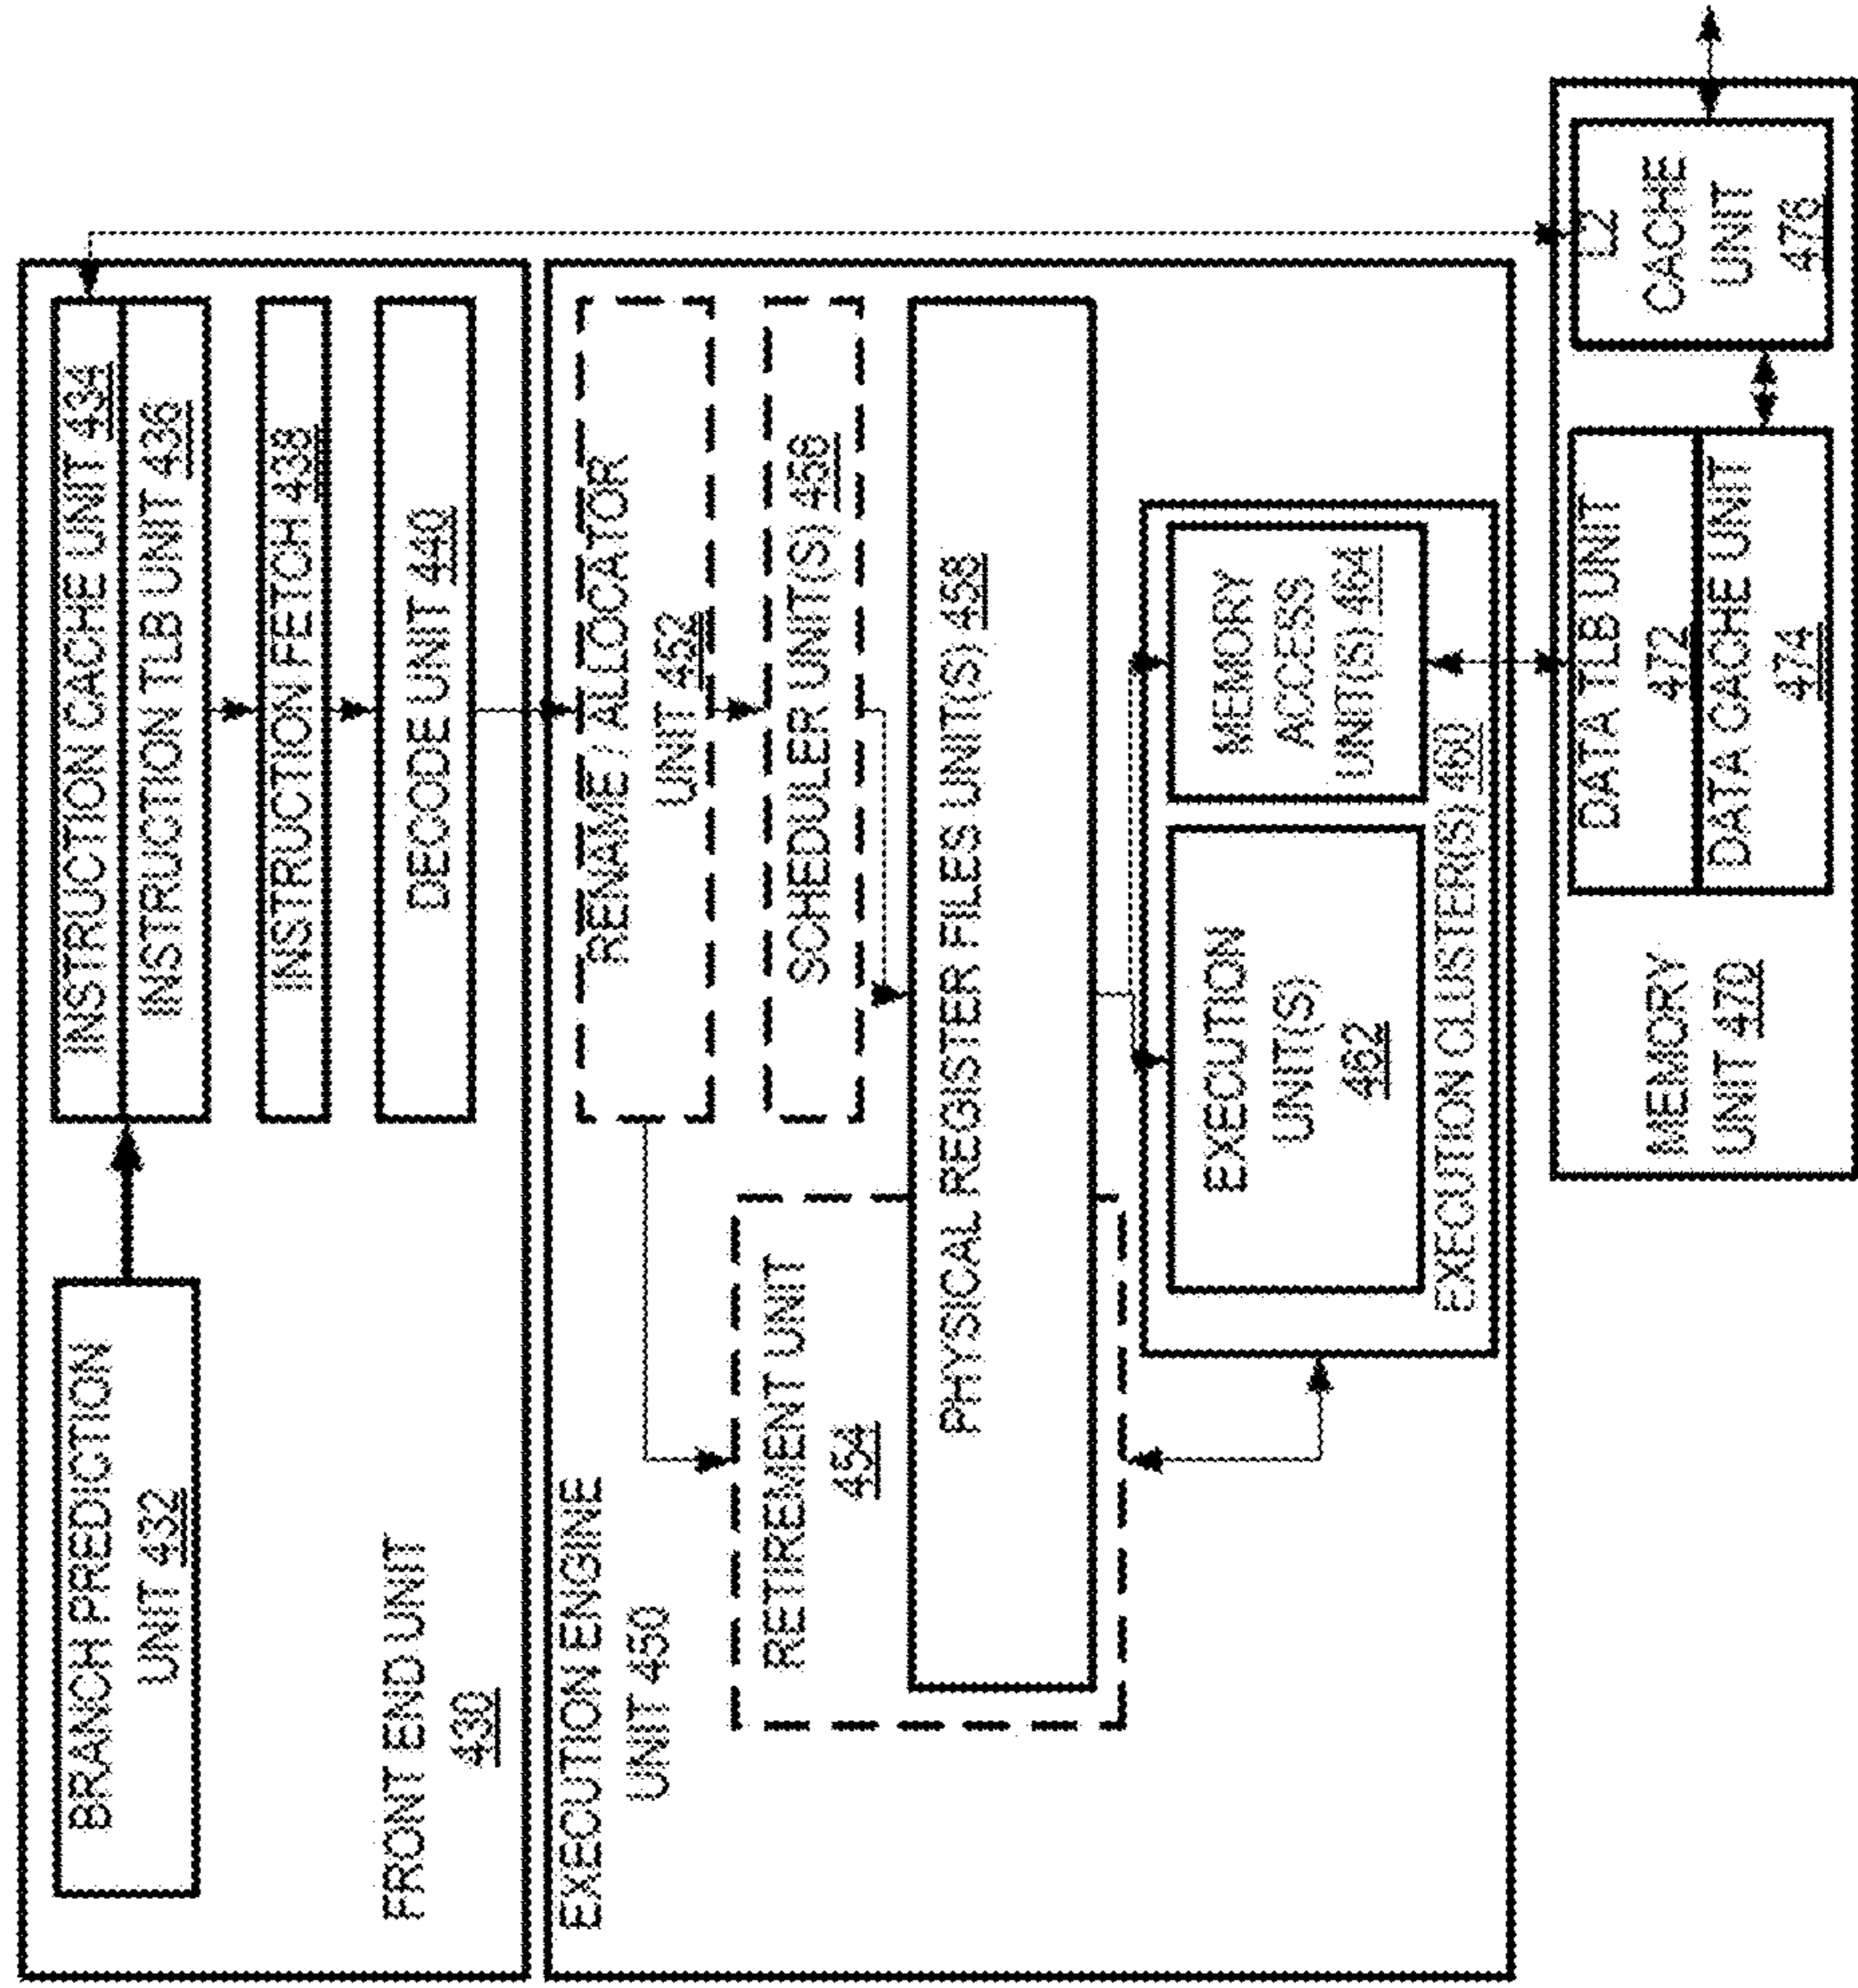 BRANCH PREDICTION
UNIT 432
INSTRUCTION CACHE UNIT 434
INSTRUCTION TLB UNIT 436
INSTRUCTION FETCH 438
DECODE UNIT 440
FRONT END UNIT
430
EXECUTION ENGINE
UNIT 450
RENAME / ALLOCATOR
UNIT 452
RETIREMENT UNIT
454
SCHEDULER UNIT(S) 456
PHYSICAL REGISTER FILES UNIT(S) 458
EXECUTION
UNIT(S)
462
MEMORY
ACCESS
UNIT(S) 464
EXECUTION CLUSTER(S) 460
MEMORY
UNIT 470
DATA TLB UNIT
472
DATA CACHE UNIT
474
L2
CACHE
UNIT
476